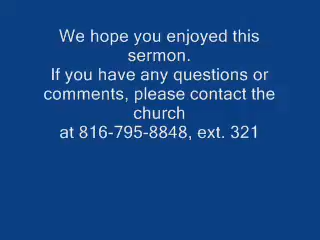 We hope you enjoyed this
sermon.
If you have any questions or
comments, please contact the
church
at 816-795-8848, ext. 321